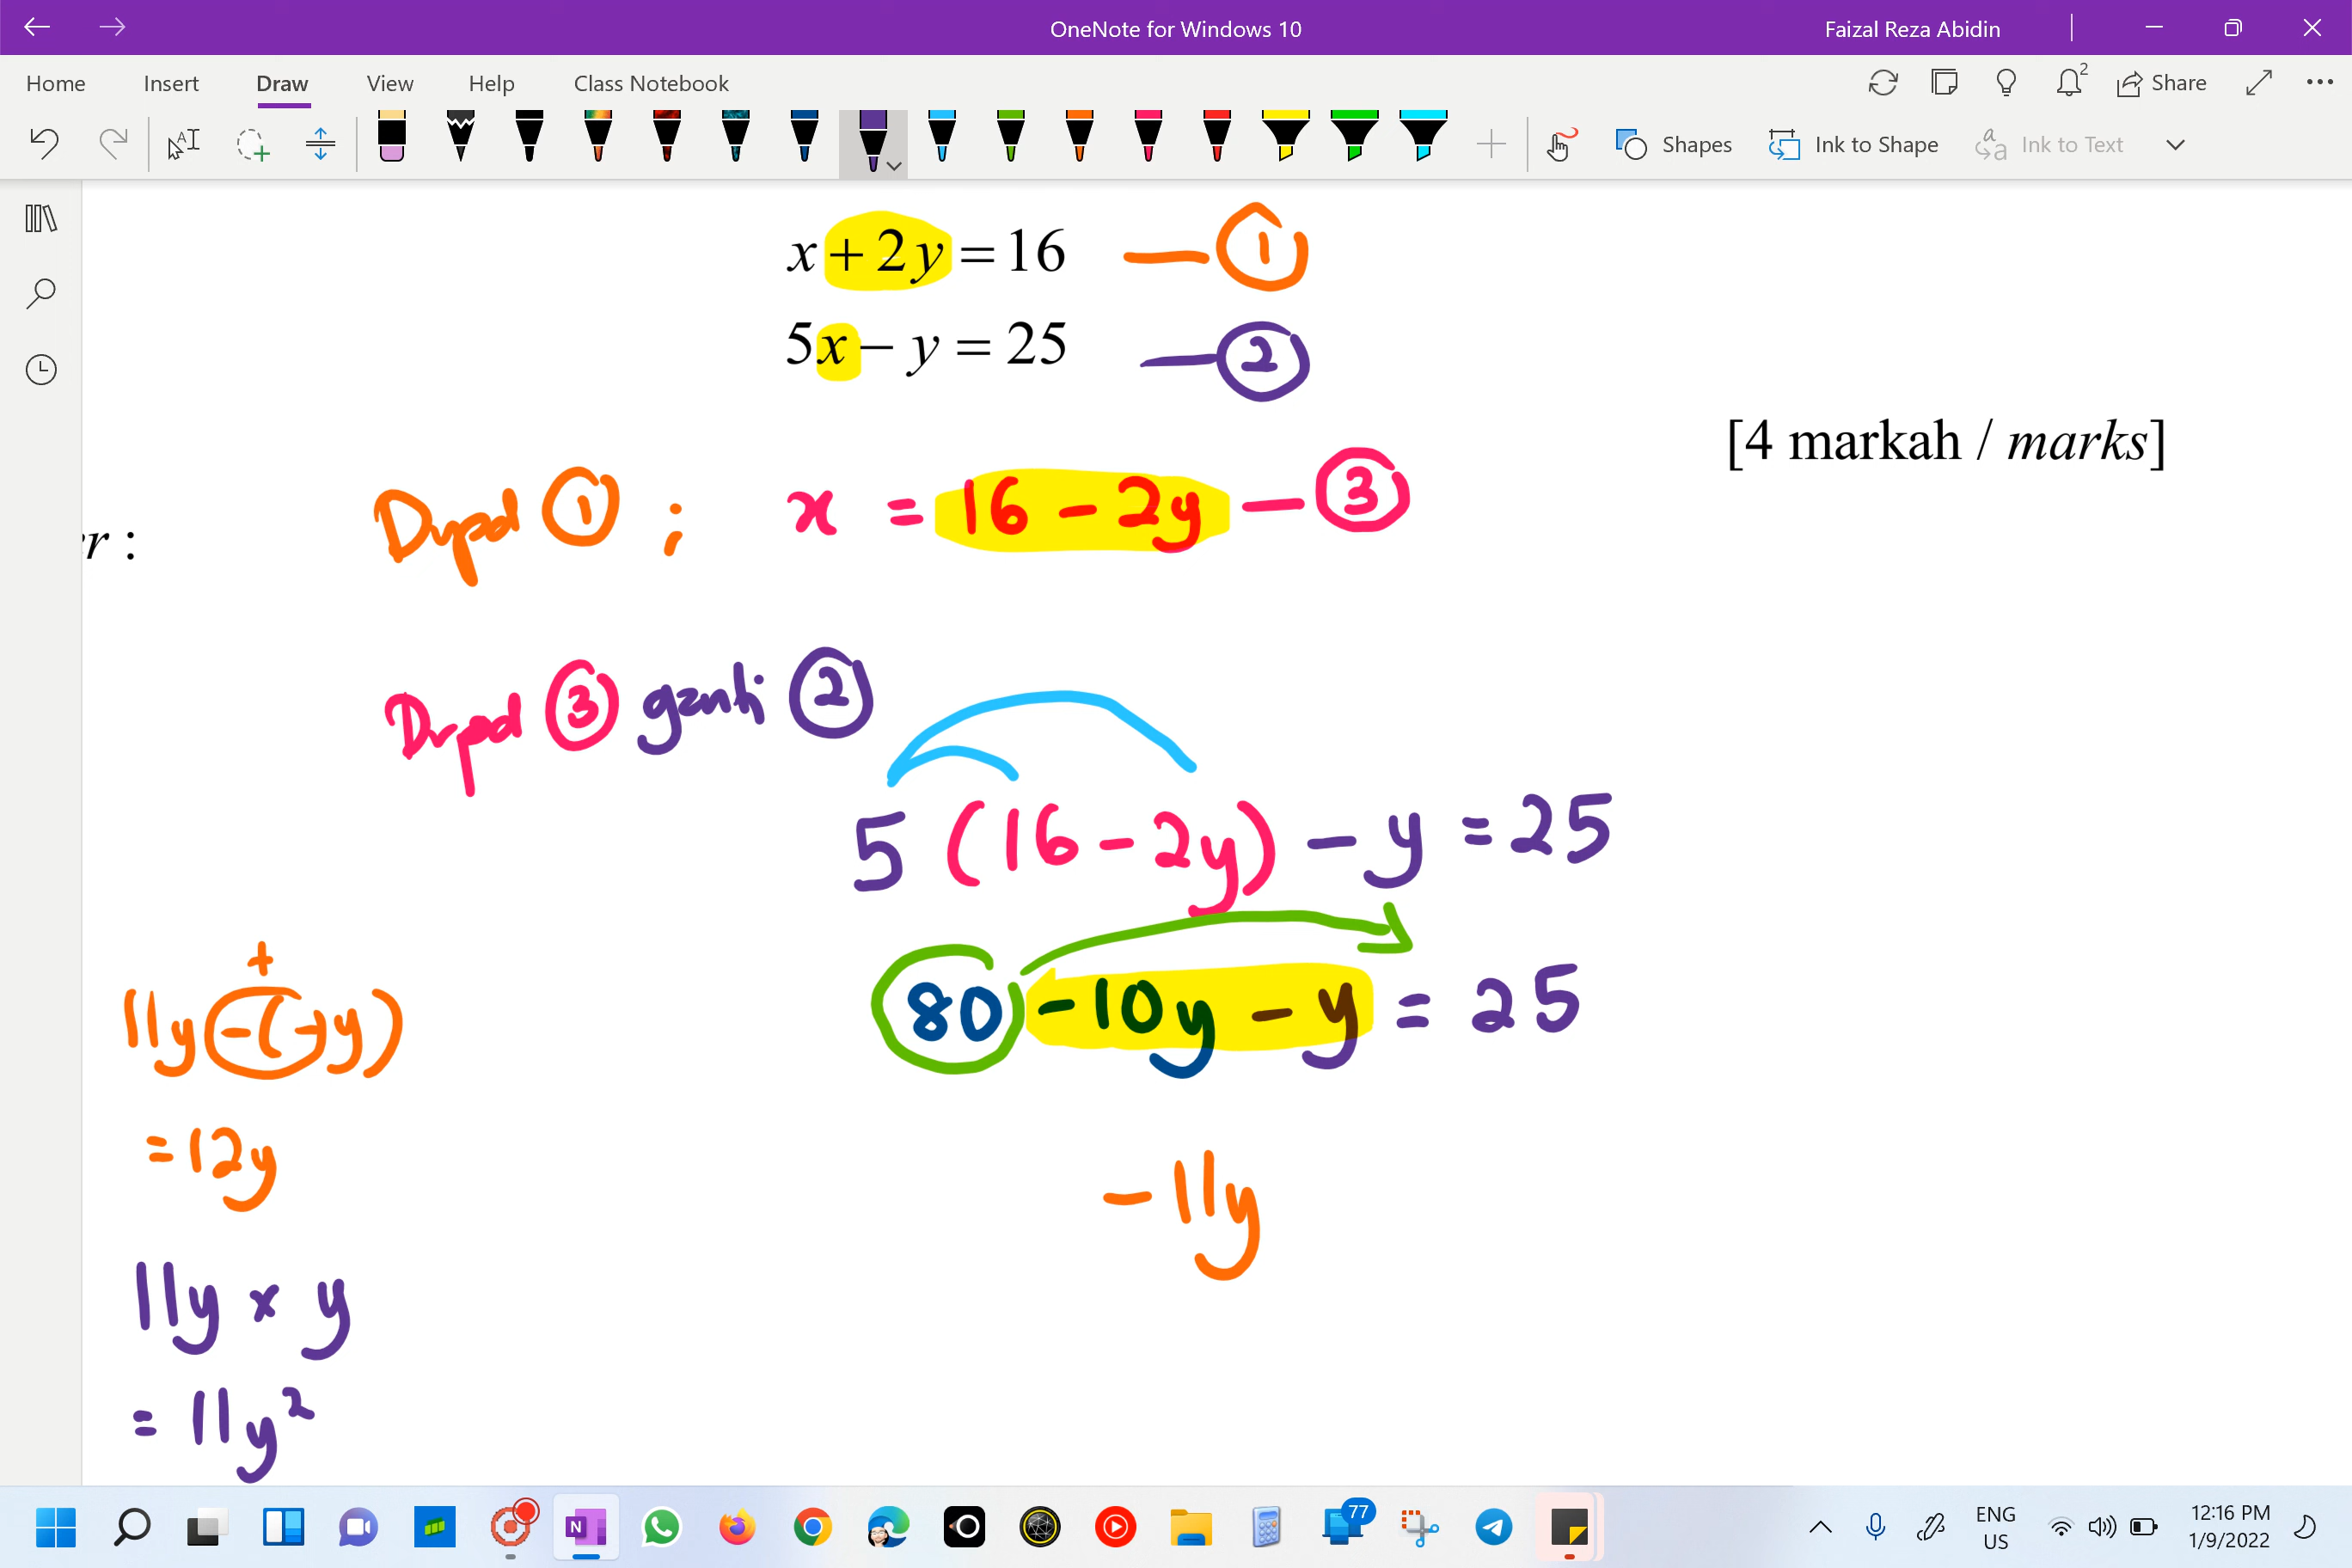 OneNote for Windows 10
Faizal Reza Abidin
Home Insert Draw View Help Class Notebook
2 Share
Shapes Ink to Shape Ink to Text
x + 2y = 16 — ①
5x − y = 25 — ②
[4 markah / marks]
Drpd ① ; x = 16 − 2y — ③
r :
Drpd ③ ganti ②
5 (16 − 2y) − y = 25
80 − 10y − y = 25
+
11y −(−y)
= 12y
− 11y
11y × y
= 11y²
77
ENG
US
12:16 PM
1/9/2022